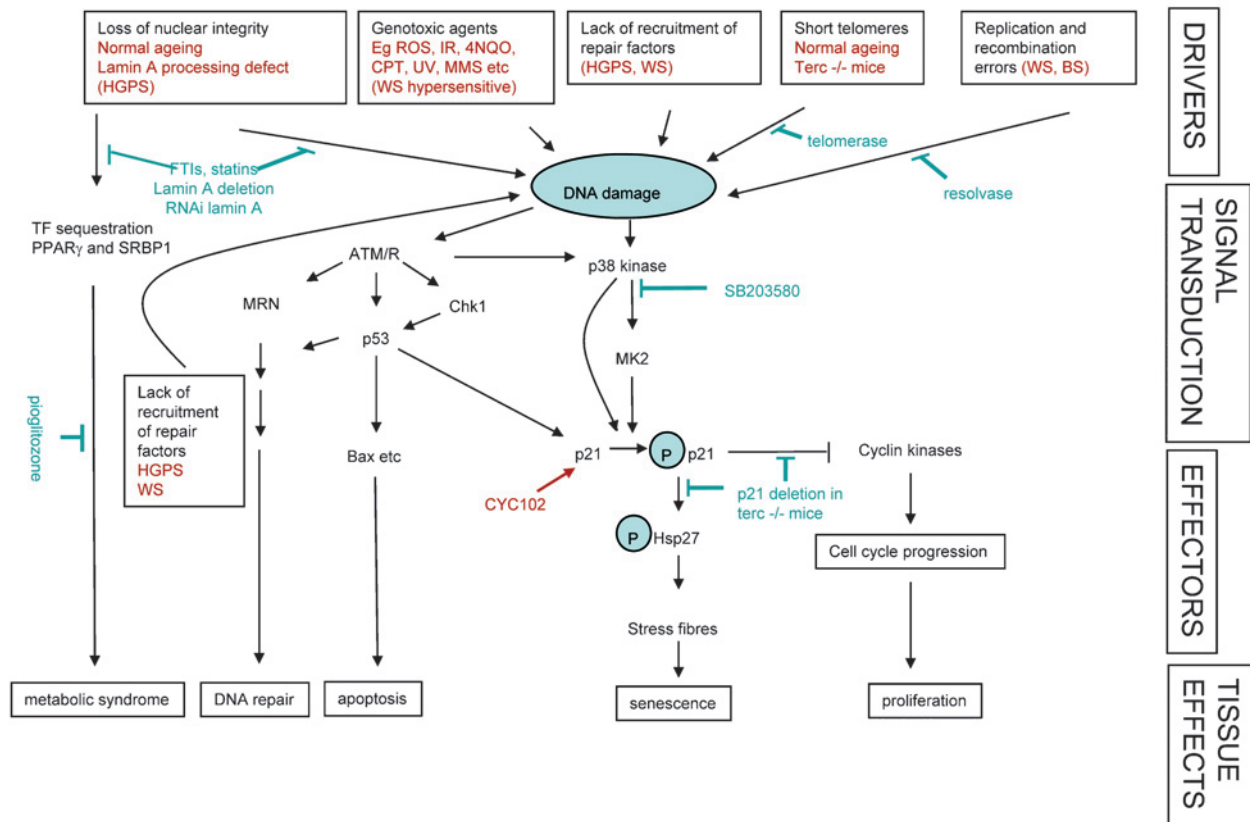 Loss of nuclear integrity
Normal ageing
Lamin A processing defect
(HGPS)
Genotoxic agents
Eg ROS, IR, 4NQO,
CPT, UV, MMS etc
(WS hypersensitive)
Lack of recruitment of
repair factors
(HGPS, WS)
Short telomeres
Normal ageing
Terc -/- mice
Replication and
recombination
errors (WS, BS)
DRIVERS
FTIs, statins
Lamin A deletion
RNAi lamin A
telomerase
resolvase
DNA damage
TF sequestration
PPARγ and SRBP1
ATM/R
p38 kinase
SIGNAL
TRANSDUCTION
MRN
Chk1
SB203580
p53
MK2
pioglitozone
Lack of
recruitment
of repair
factors
HGPS
WS
Bax etc
p21
P p21
Cyclin kinases
CYC102
p21 deletion in
terc -/- mice
EFFECTORS
P Hsp27
Cell cycle progression
Stress fibres
metabolic syndrome
DNA repair
apoptosis
senescence
proliferation
TISSUE
EFFECTS